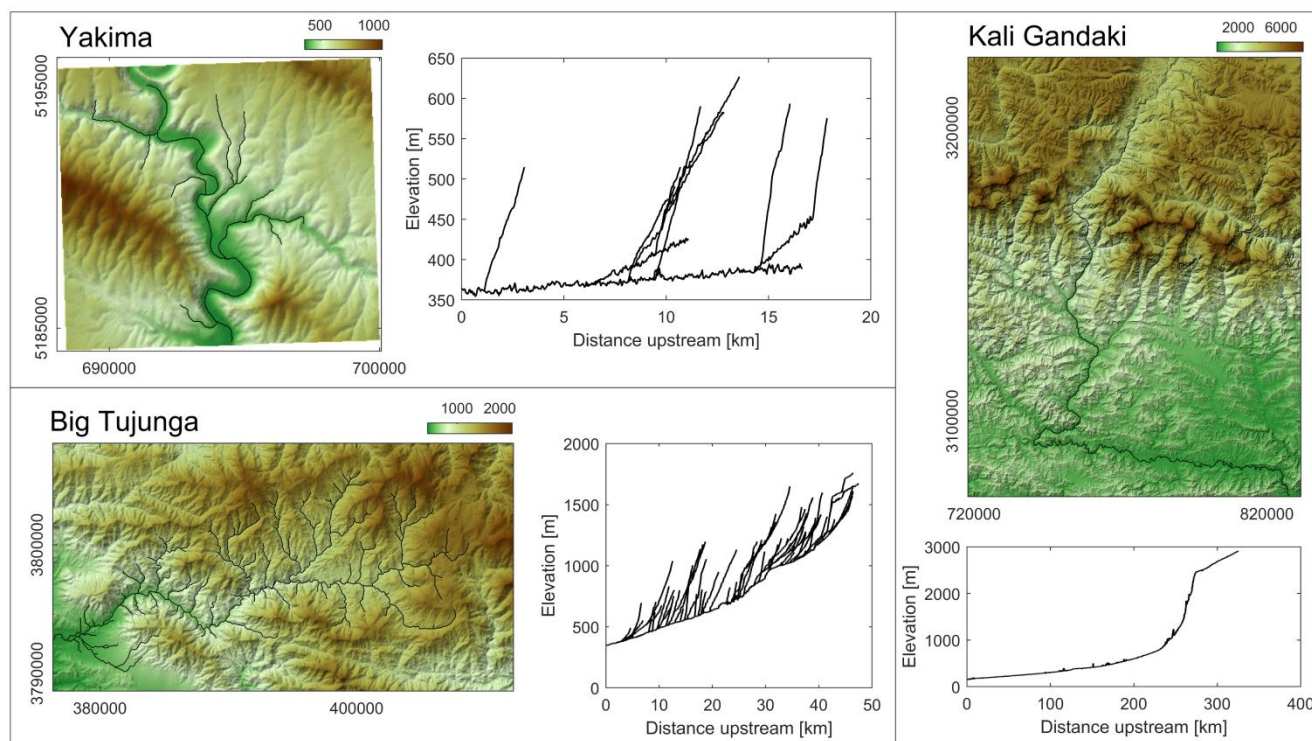 Yakima
500 1000
5195000
5185000
690000 700000
650
600
550
500
450
400
350
Elevation [m]
0 5 10 15 20
Distance upstream [km]
Big Tujunga
1000 2000
3800000
3790000
380000 400000
2000
1500
1000
500
0
Elevation [m]
0 10 20 30 40 50
Distance upstream [km]
Kali Gandaki
2000 6000
3200000
3100000
720000 820000
3000
2000
1000
0
Elevation [m]
0 100 200 300 400
Distance upstream [km]